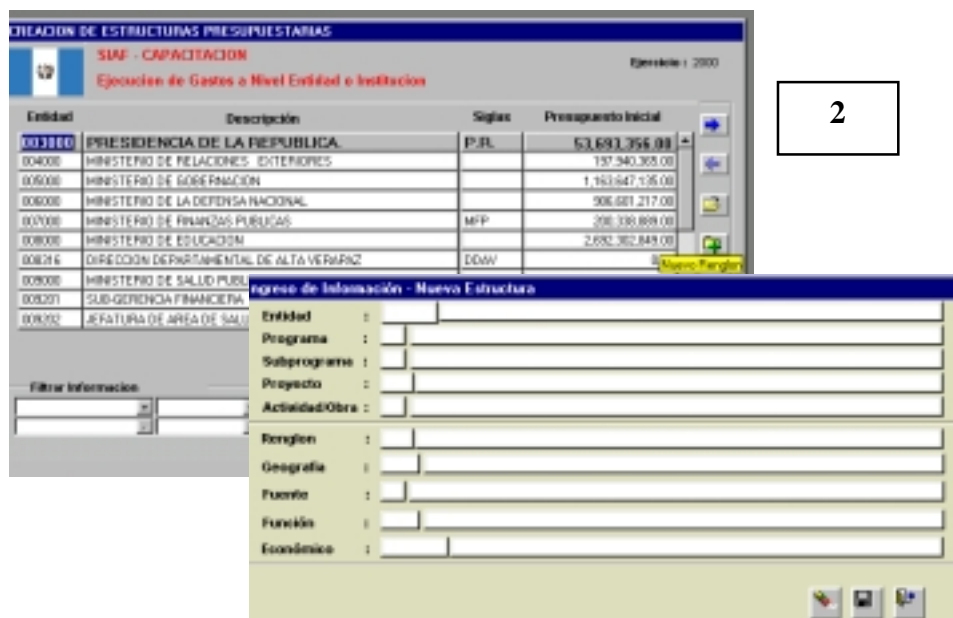 CREACION DE ESTRUCTURAS PRESUPUESTARIAS
SIAF - CAPACITACION
Ejercicio : 2000
Ejecucion de Gastos a Nivel Entidad o Institucion
2
Entidad Descripción Siglas Presupuesto Inicial
003000 PRESIDENCIA DE LA REPUBLICA. P.R. 53,693,356.00
004000 MINISTERIO DE RELACIONES EXTERIORES 197,940,365.00
005000 MINISTERIO DE GOBERNACION 1,163,647,135.00
006000 MINISTERIO DE LA DEFENSA NACIONAL 906,601,217.00
007000 MINISTERIO DE FINANZAS PUBLICAS MFP 200,338,889.00
008000 MINISTERIO DE EDUCACION 2,692,302,849.00
008316 DIRECCION DEPARTAMENTAL DE ALTA VERAPAZ DDAV
Nuevo Renglon
009000 MINISTERIO DE SALUD PUBL
009201 SUB-GERENCIA FINANCIERA
009202 JEFATURA DE AREA DE SALU
Filtrar Informacion
ngreso de Información - Nueva Estructura
Entidad :
Programa :
Subprograma :
Proyecto :
Actividad/Obra :
Renglon :
Geografia :
Fuente :
Función :
Económico :